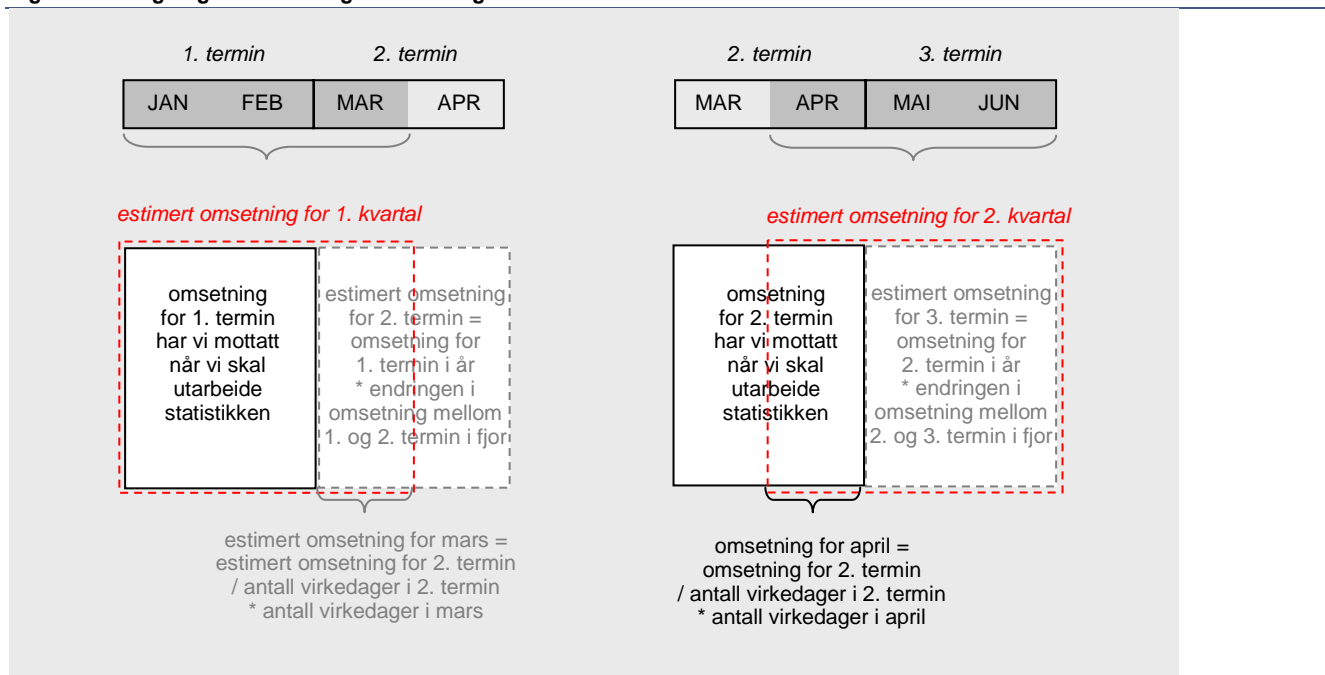 1. termin 2. termin
JAN FEB MAR APR
estimert omsetning for 1. kvartal
omsetning
for 1. termin
har vi mottatt
når vi skal
utarbeide
statistikken
estimert omsetning
for 2. termin =
omsetning for
1. termin i år
* endringen i
omsetning mellom
1. og 2. termin i fjor
estimert omsetning for mars =
estimert omsetning for 2. termin
/ antall virkedager i 2. termin
* antall virkedager i mars
2. termin 3. termin
MAR APR MAI JUN
estimert omsetning for 2. kvartal
omsetning
for 2. termin
har vi mottatt
når vi skal
utarbeide
statistikken
estimert omsetning
for 3. termin =
omsetning for
2. termin i år
* endringen i
omsetning mellom
2. og 3. termin i fjor
omsetning for april =
omsetning for 2. termin
/ antall virkedager i 2. termin
* antall virkedager i april